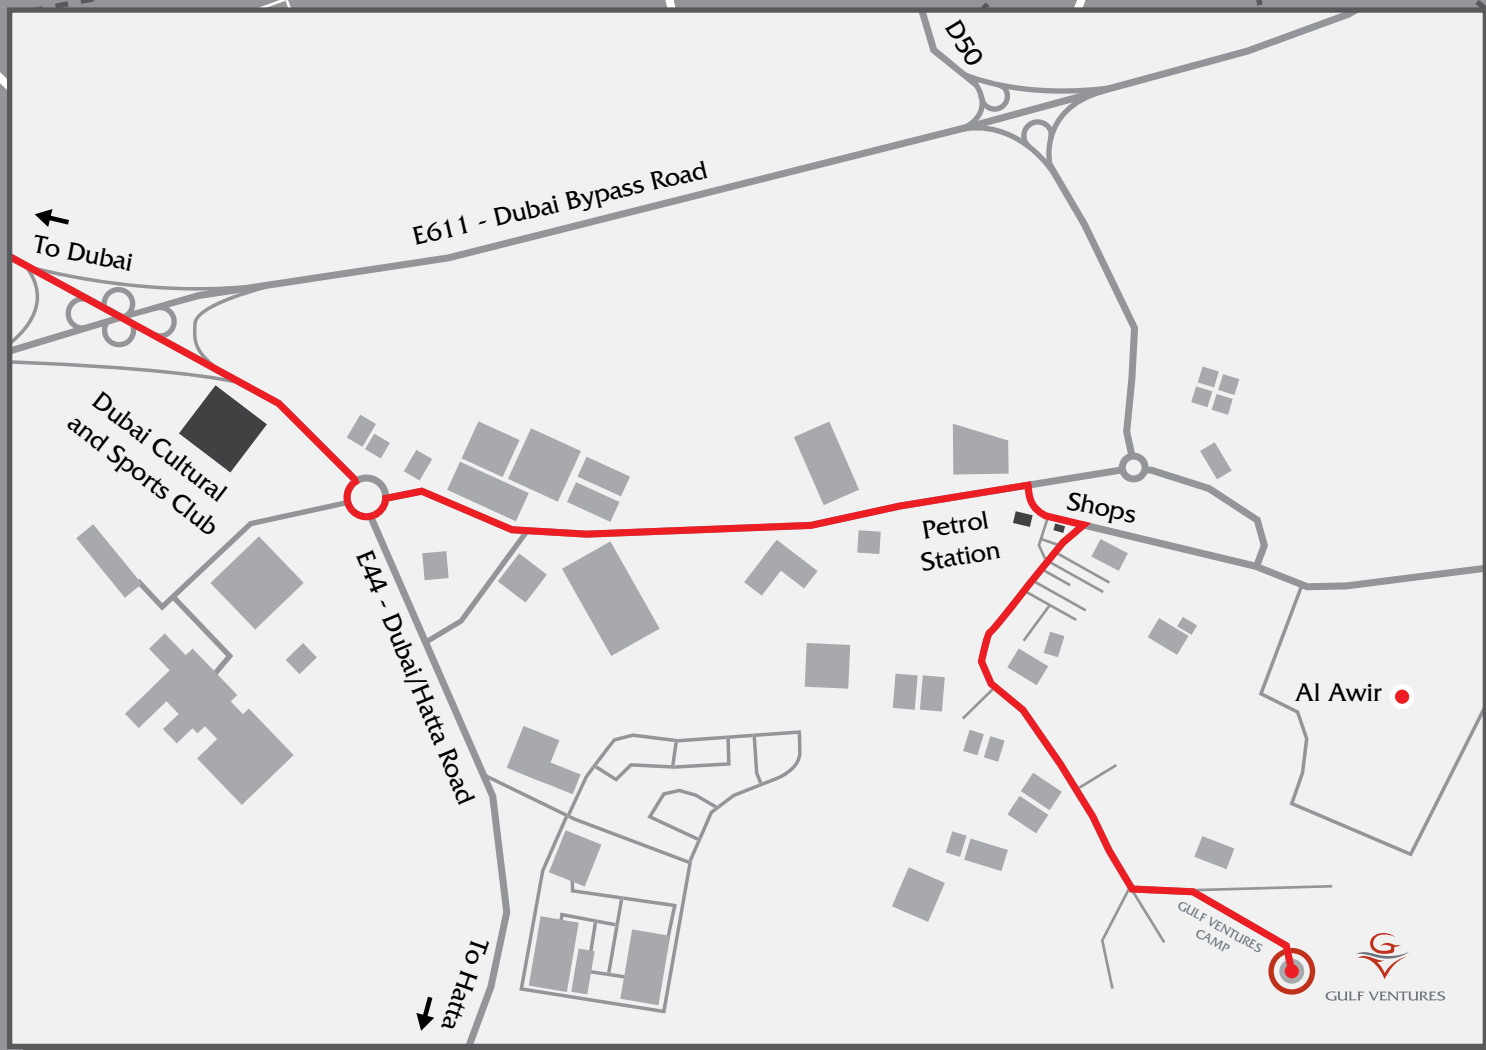 D50
E611 - Dubai Bypass Road
To Dubai
Dubai Cultural
and Sports Club
Shops
Petrol
Station
E44 - Dubai/Hatta Road
Al Awir
GULF VENTURES
CAMP
To Hatta
GULF VENTURES